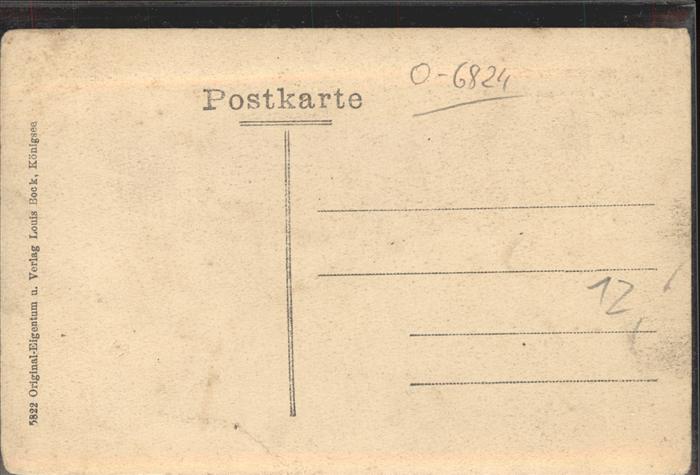 O-6824
Postkarte
5822 Original-Eigentum u. Verlag Louis Bock, Königsee
12